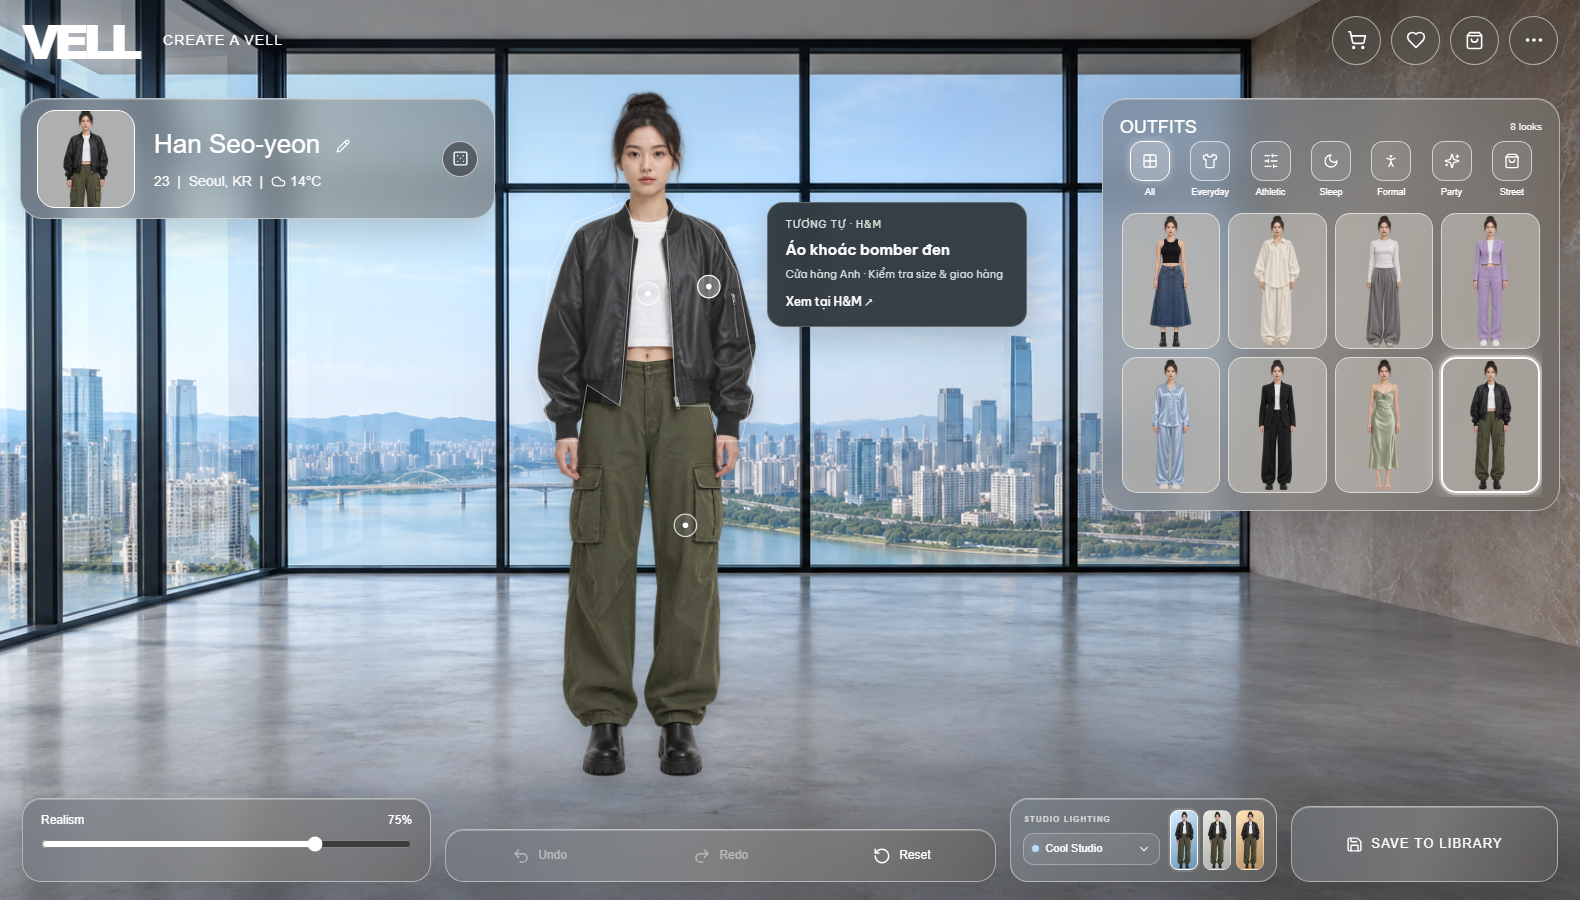 VELL
CREATE A VELL
Han Seo-yeon
23 | Seoul, KR | 14°C
TƯƠNG TỰ · H&M
Áo khoác bomber đen
Cửa hàng Anh · Kiểm tra size & giao hàng
Xem tại H&M ↗
OUTFITS
8 looks
All
Everyday
Athletic
Sleep
Formal
Party
Street
Realism
75%
Undo
Redo
Reset
STUDIO LIGHTING
Cool Studio
SAVE TO LIBRARY